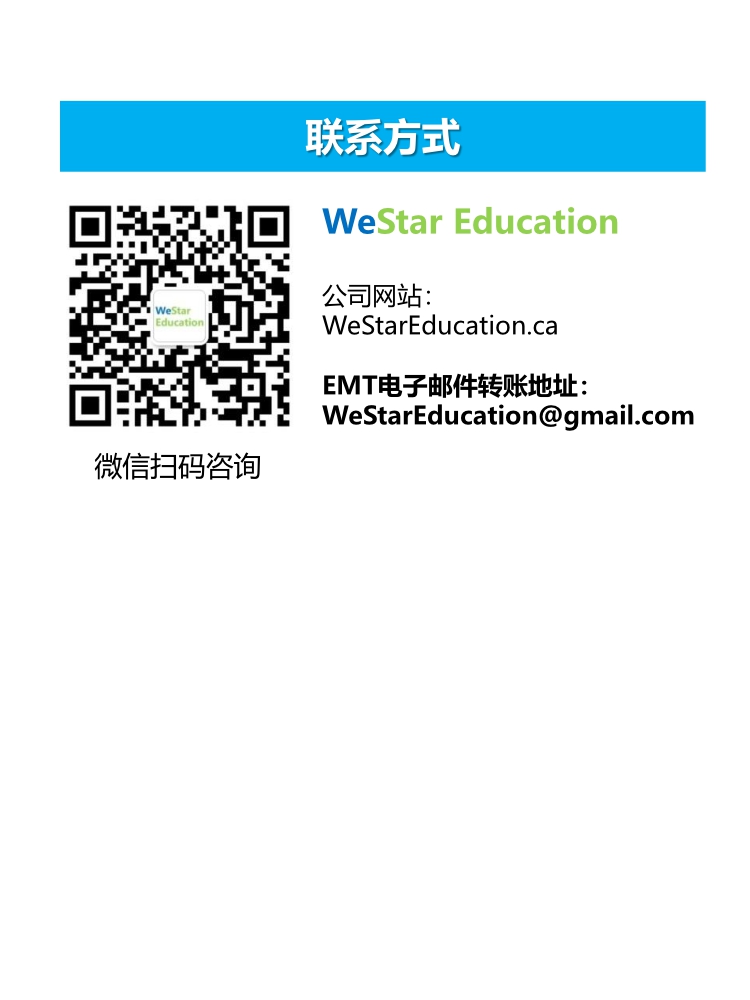 联系方式
WeStar Education
公司网站：
WeStarEducation.ca
EMT电子邮件转账地址：
WeStarEducation@gmail.com
WeStar
Education
微信扫码咨询